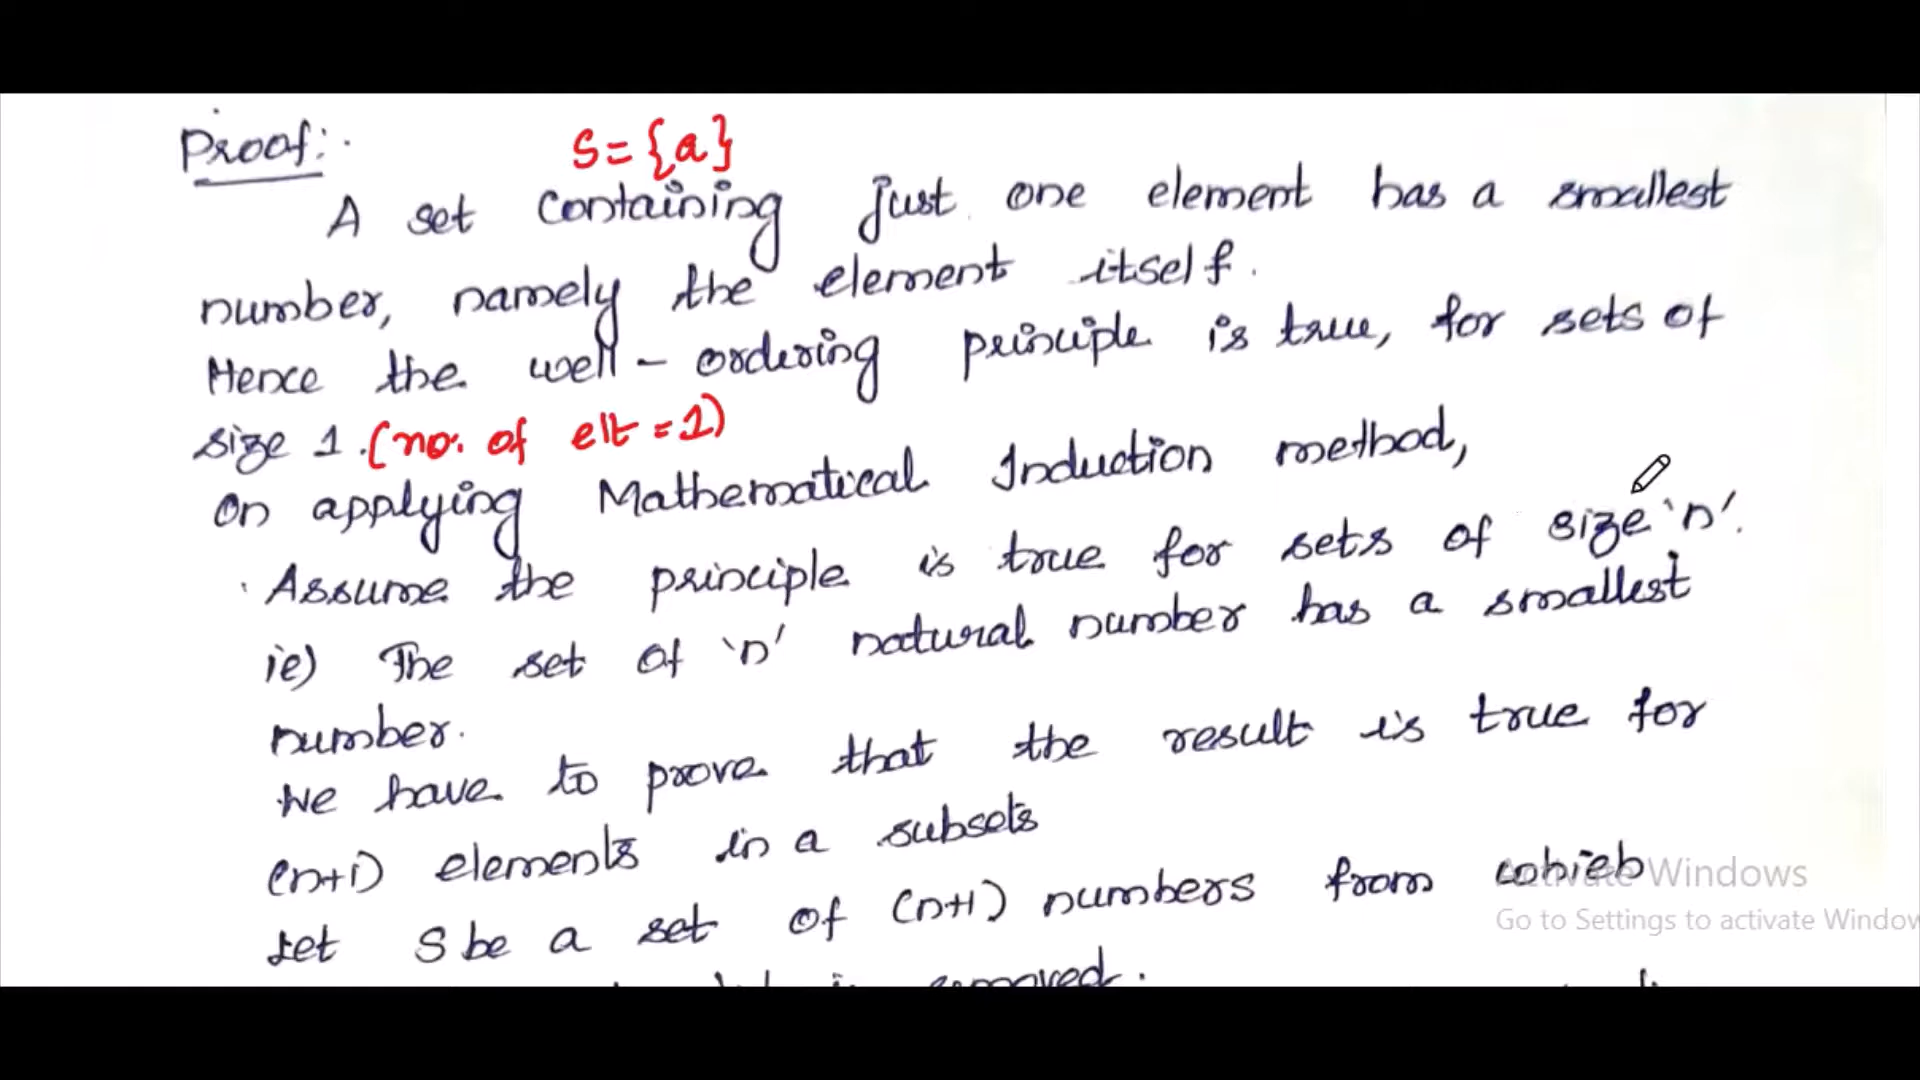 Proof:.
S={a}
A set containing just one element has a smallest
number, namely the element itself.
Hence the well - ordering principle is true, for sets of
size 1. (no. of elt = 1)
On applying Mathematical Induction method,
Assume the principle is true for sets of size 'n'.
ie) The set of 'n' natural number has a smallest
number.
We have to prove that the result is true for
(n+1) elements in a subsets
Let S be a set of (n+1) numbers from which
removed.
Activate Windows
Go to Settings to activate Window